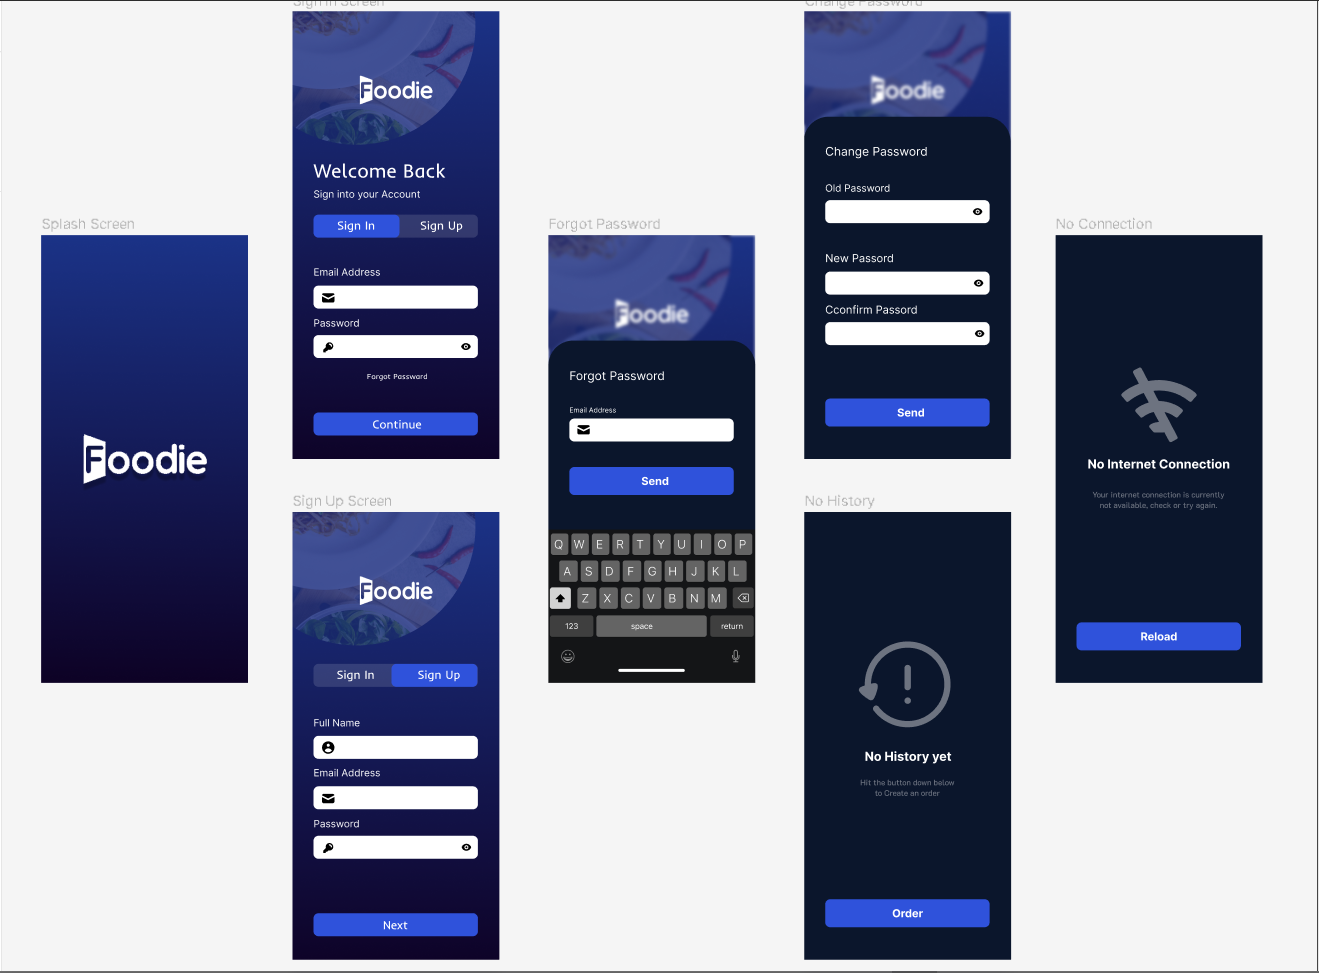 Splash Screen
Foodie
Sign In Screen
Foodie
Welcome Back
Sign into your Account
Sign In Sign Up
Email Address
Password
Forgot Password
Continue
Sign Up Screen
Foodie
Sign In Sign Up
Full Name
Email Address
Password
Next
Forgot Password
Foodie
Forgot Password
Email Address
Send
Q W E R T Y U I O P
A S D F G H J K L
Z X C V B N M
123 space return
Change Password
Foodie
Change Password
Old Password
New Passord
Cconfirm Passord
Send
No History
No History yet
Hit the button down below
to Create an order
Order
No Connection
No Internet Connection
Your internet connection is currently
not available, check or try again.
Reload